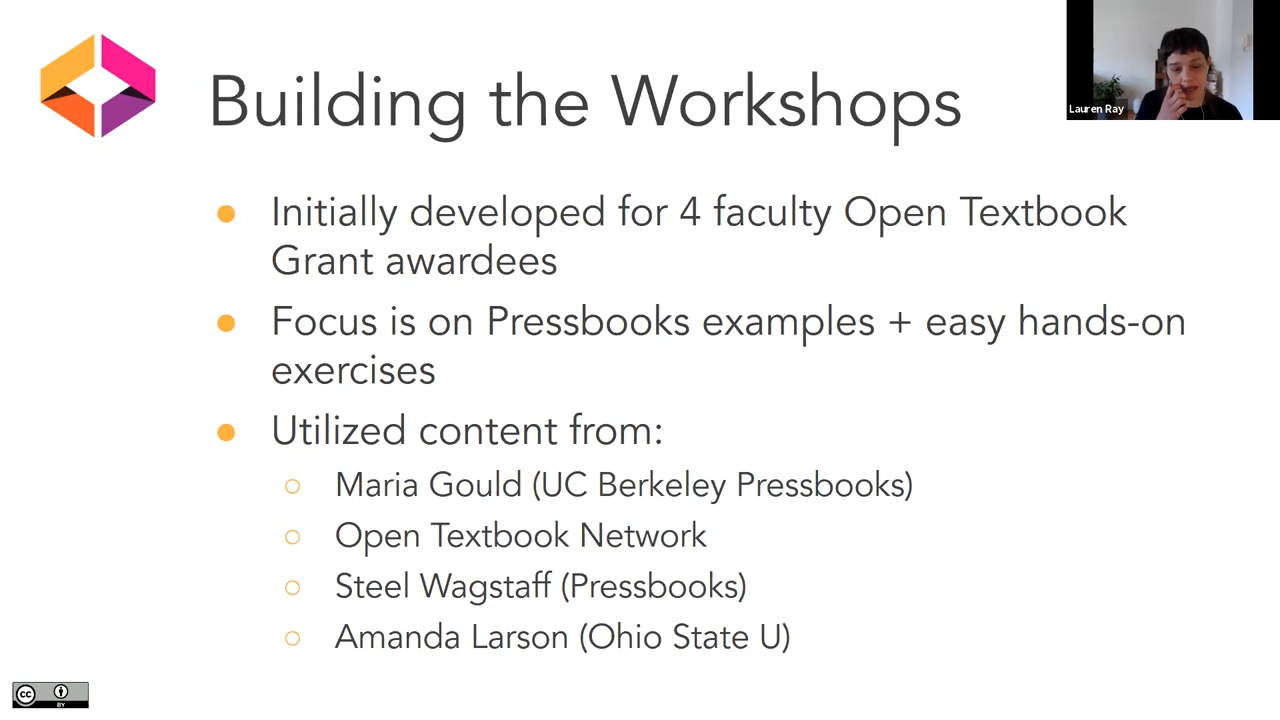 Building the Workshops
Lauren Ray
● Initially developed for 4 faculty Open Textbook
Grant awardees
● Focus is on Pressbooks examples + easy hands-on
exercises
● Utilized content from:
○ Maria Gould (UC Berkeley Pressbooks)
○ Open Textbook Network
○ Steel Wagstaff (Pressbooks)
○ Amanda Larson (Ohio State U)
cc
BY